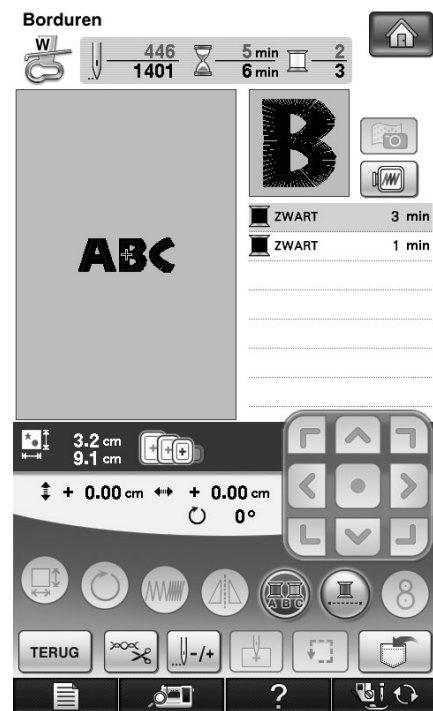 Borduren
W
446 5 min 2
1401 6 min 3
B
ZWART 3 min
ZWART 1 min
ABC
3.2 cm
9.1 cm
+ 0.00 cm + 0.00 cm
0°
A B C
8
TERUG
-/+
?